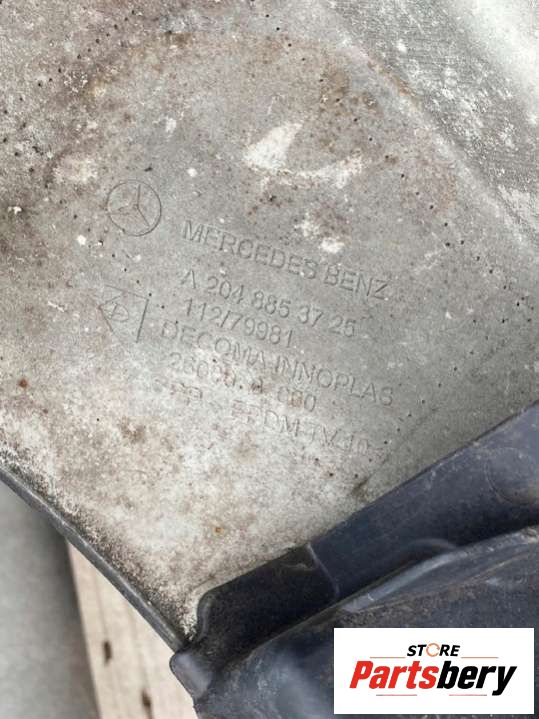 MERCEDES BENZ
A 204 885 37 25
112/79981
DECOMA-INNOPLAS
STORE
Partsbery